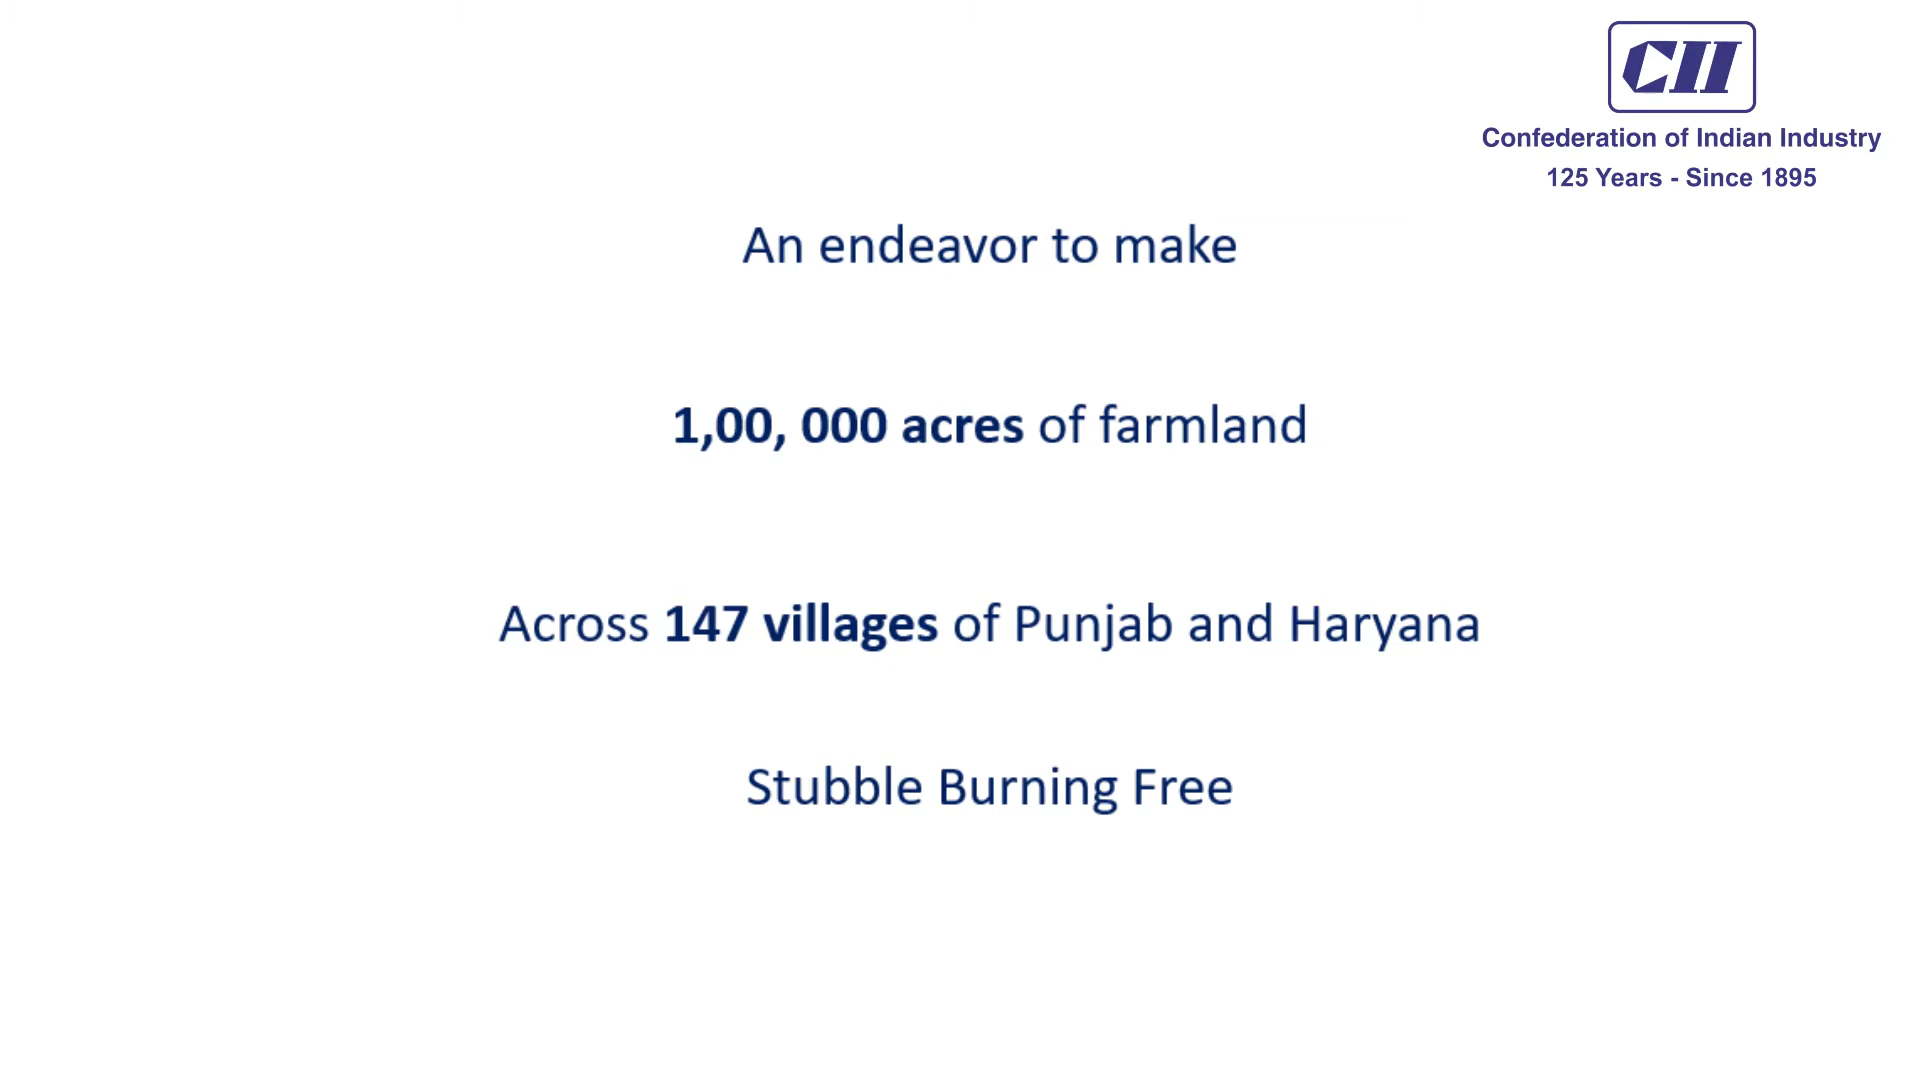 CII
Confederation of Indian Industry
125 Years - Since 1895
An endeavor to make
1,00, 000 acres of farmland
Across 147 villages of Punjab and Haryana
Stubble Burning Free